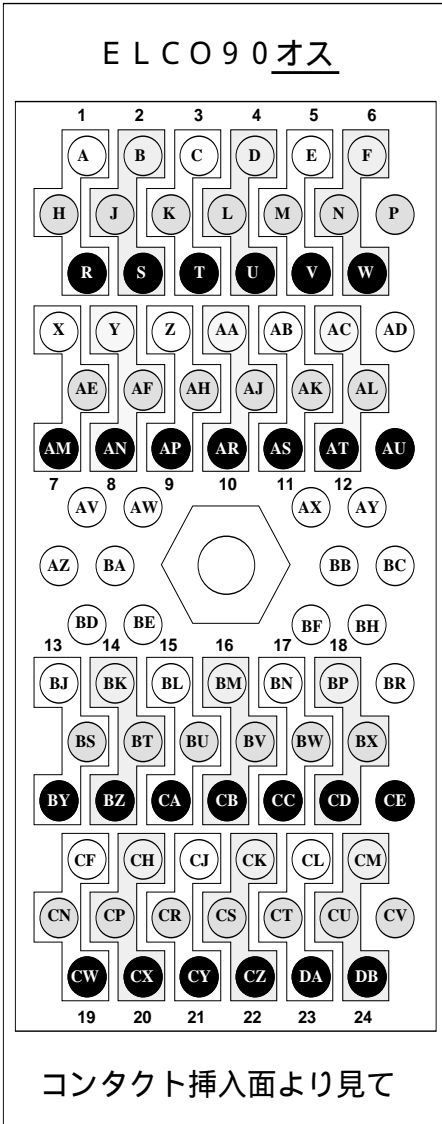 ELCO90オス
1 2 3 4 5 6
A B C D E F
H J K L M N P
R S T U V W
X Y Z AA AB AC AD
AE AF AH AJ AK AL
AM AN AP AR AS AT AU
7 8 9 10 11 12
AV AW AX AY
AZ BA BB BC
BD BE BF BH
13 14 15 16 17 18
BJ BK BL BM BN BP BR
BS BT BU BV BW BX
BY BZ CA CB CC CD CE
CF CH CJ CK CL CM
CN CP CR CS CT CU CV
CW CX CY CZ DA DB
19 20 21 22 23 24
コンタクト挿入面より見て